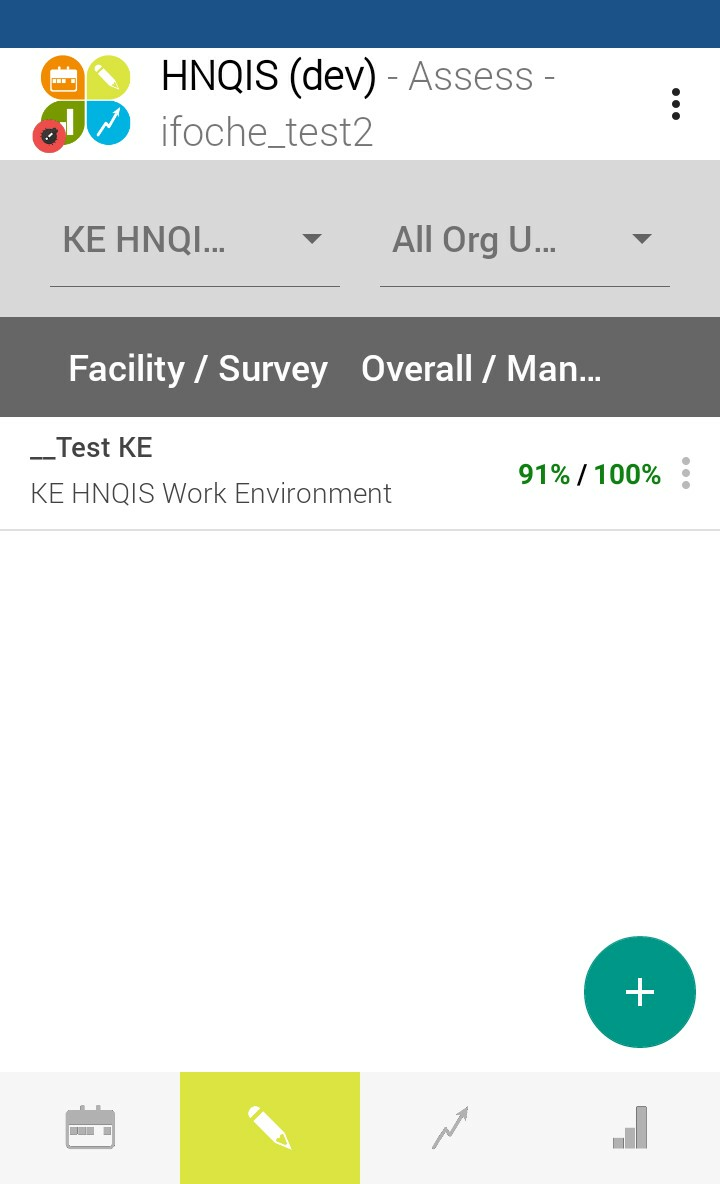 HNQIS (dev) - Assess -
ifoche_test2
KE HNQI... All Org U...
Facility / Survey Overall / Man...
__Test KE
91% / 100%
KE HNQIS Work Environment